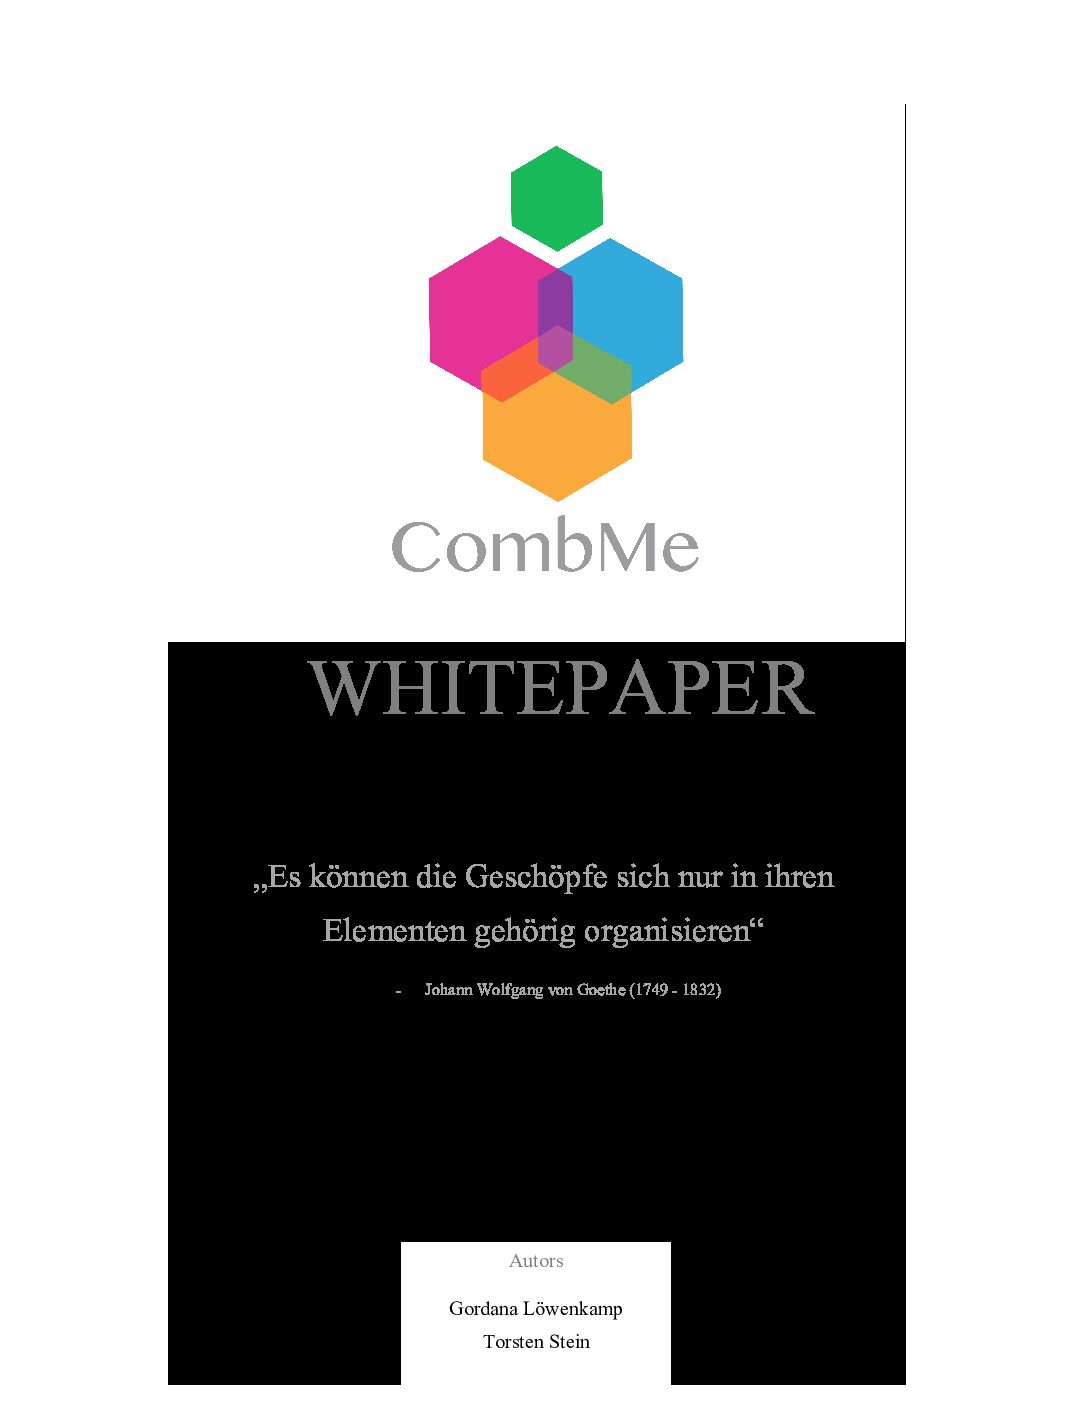 CombMe
WHITEPAPER
„Es können die Geschöpfe sich nur in ihren
Elementen gehörig organisieren“
- Johann Wolfgang von Goethe (1749 - 1832)
Autors
Gordana Löwenkamp
Torsten Stein